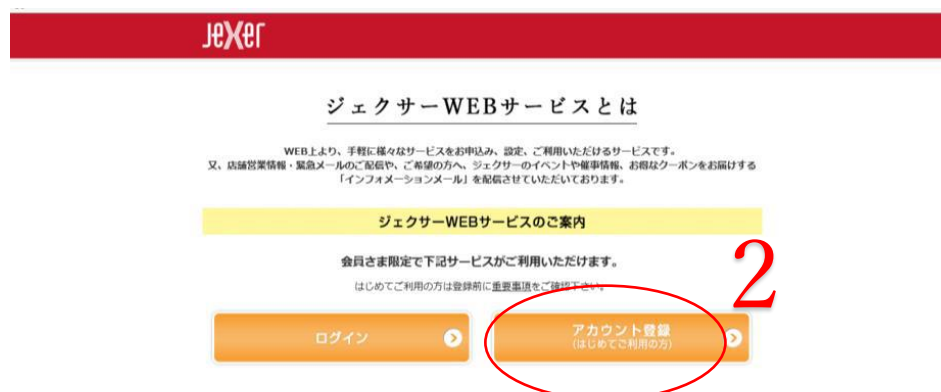 Jexer
ジェクサーWEBサービスとは
WEB上より、手軽に様々なサービスをお申込み、設定、ご利用いただけるサービスです。
又、店舗営業情報・緊急メールのご配信や、ご希望の方へ、ジェクサーのイベントや催事情報、お得なクーポンをお届けする
「インフォメーションメール」を配信させていただいております。
ジェクサーWEBサービスのご案内
会員さま限定で下記サービスがご利用いただけます。
2
はじめてご利用の方は登録前に重要事項をご確認下さい。
ログイン
アカウント登録
(はじめてご利用の方)